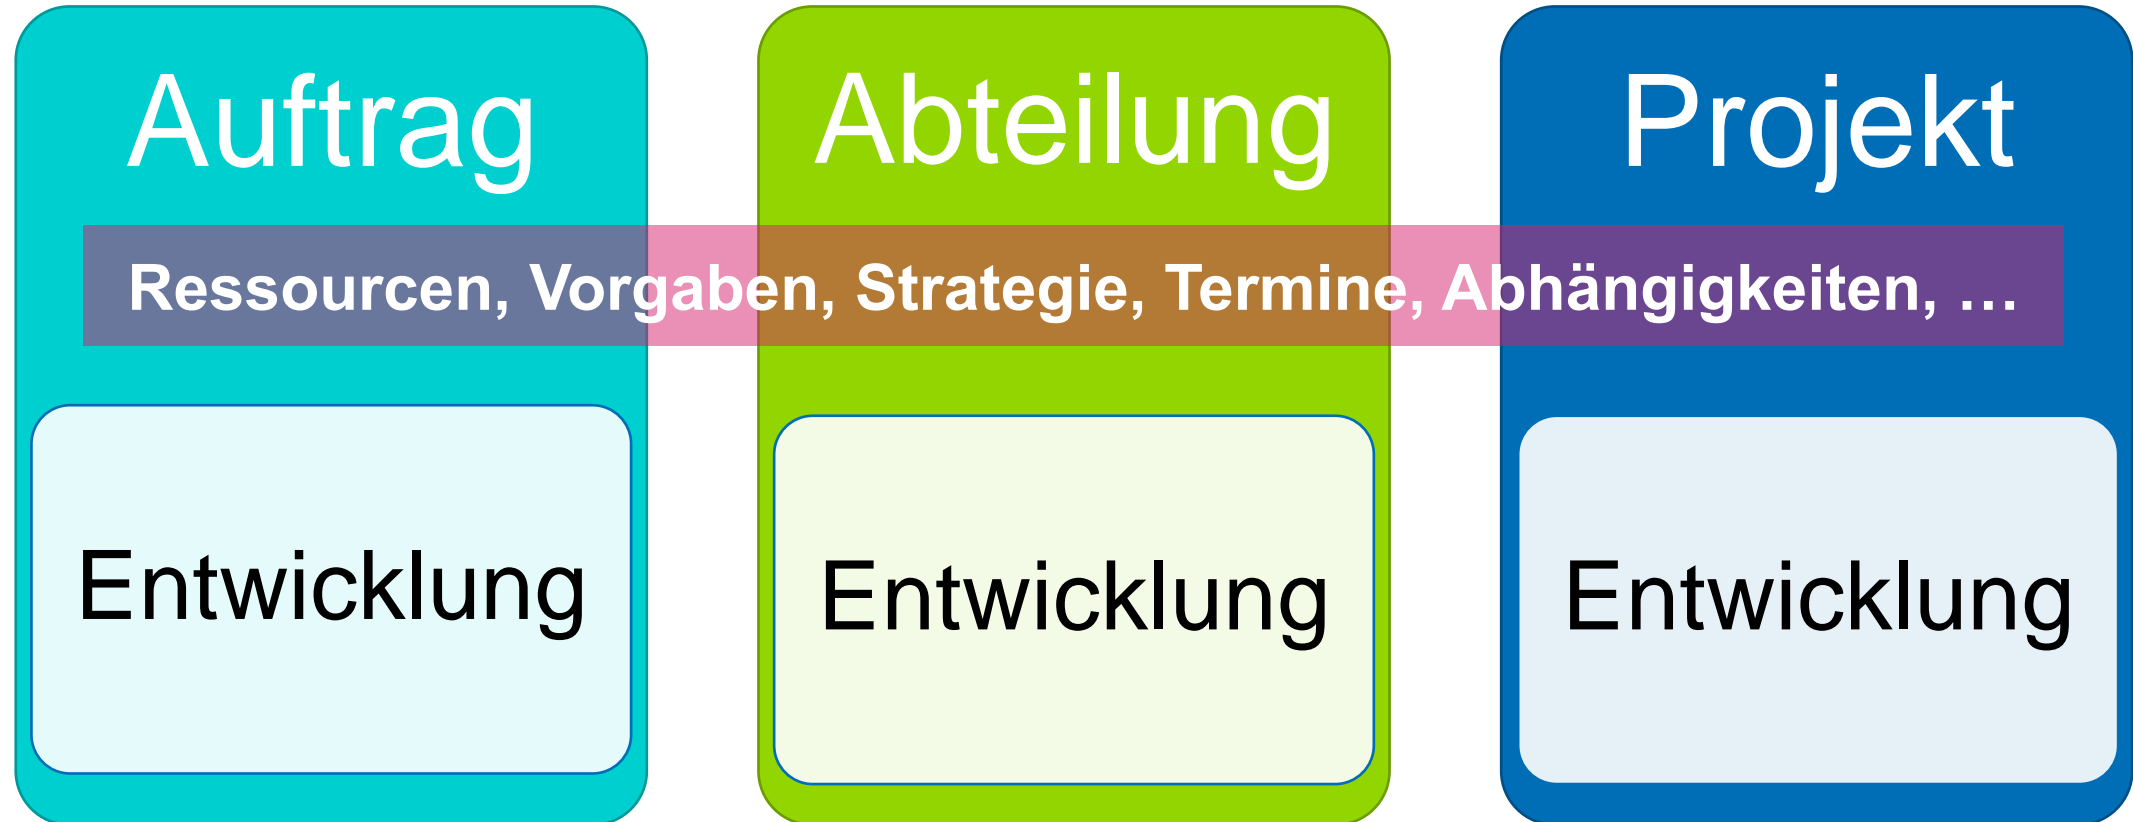 Auftrag
Abteilung
Projekt
Ressourcen, Vorgaben, Strategie, Termine, Abhängigkeiten, …
Entwicklung
Entwicklung
Entwicklung